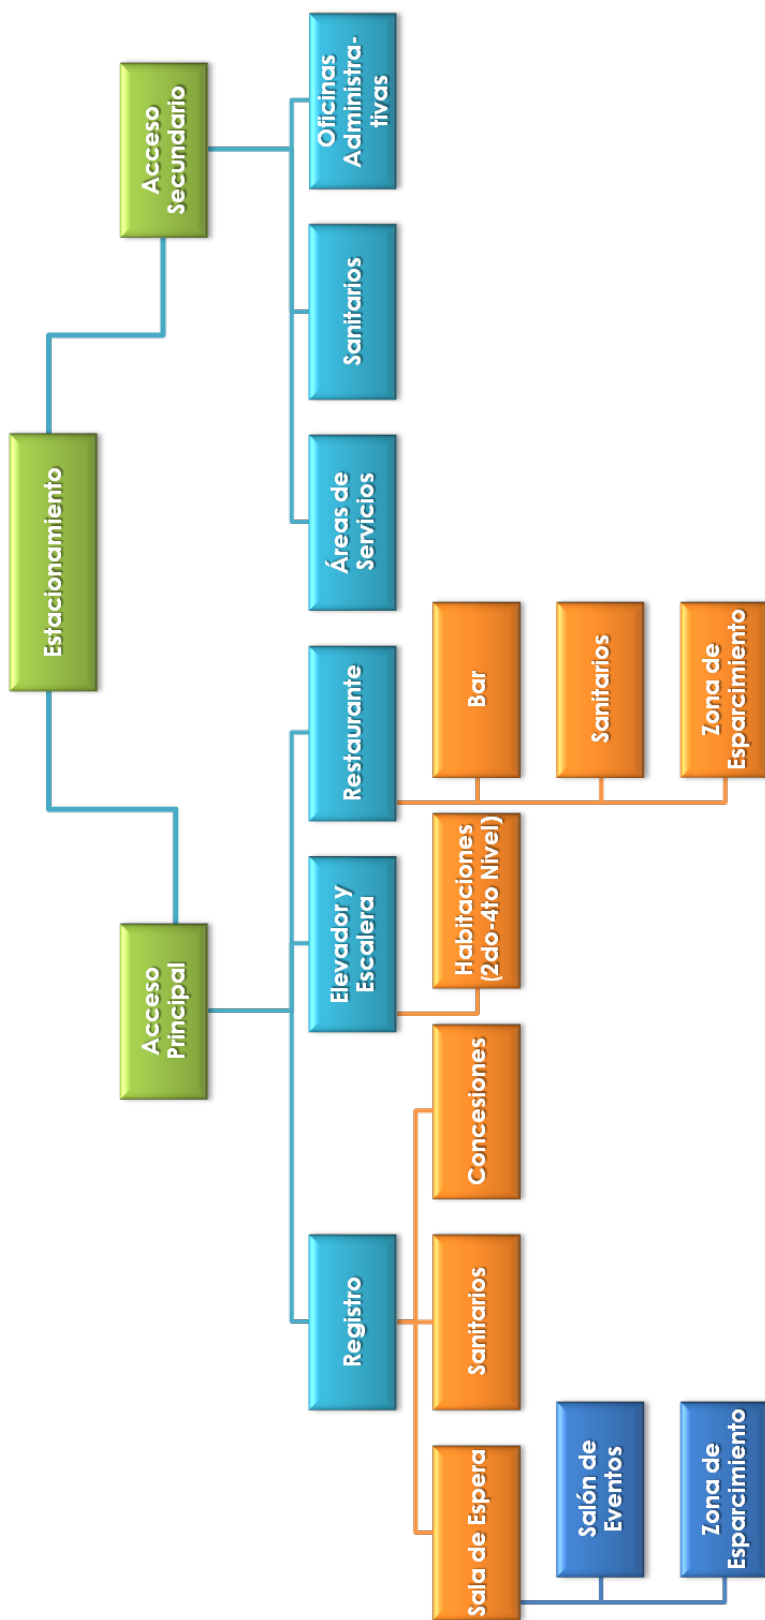 Estacionamiento
Acceso
Principal
Acceso
Secundario
Registro
Elevador y
Escalera
Restaurante
Áreas de
Servicios
Sanitarios
Oficinas
Administra-
tivas
Sala de Espera
Sanitarios
Concesiones
Habitaciones
(2do-4to Nivel)
Bar
Salón de
Eventos
Sanitarios
Zona de
Esparcimiento
Zona de
Esparcimiento